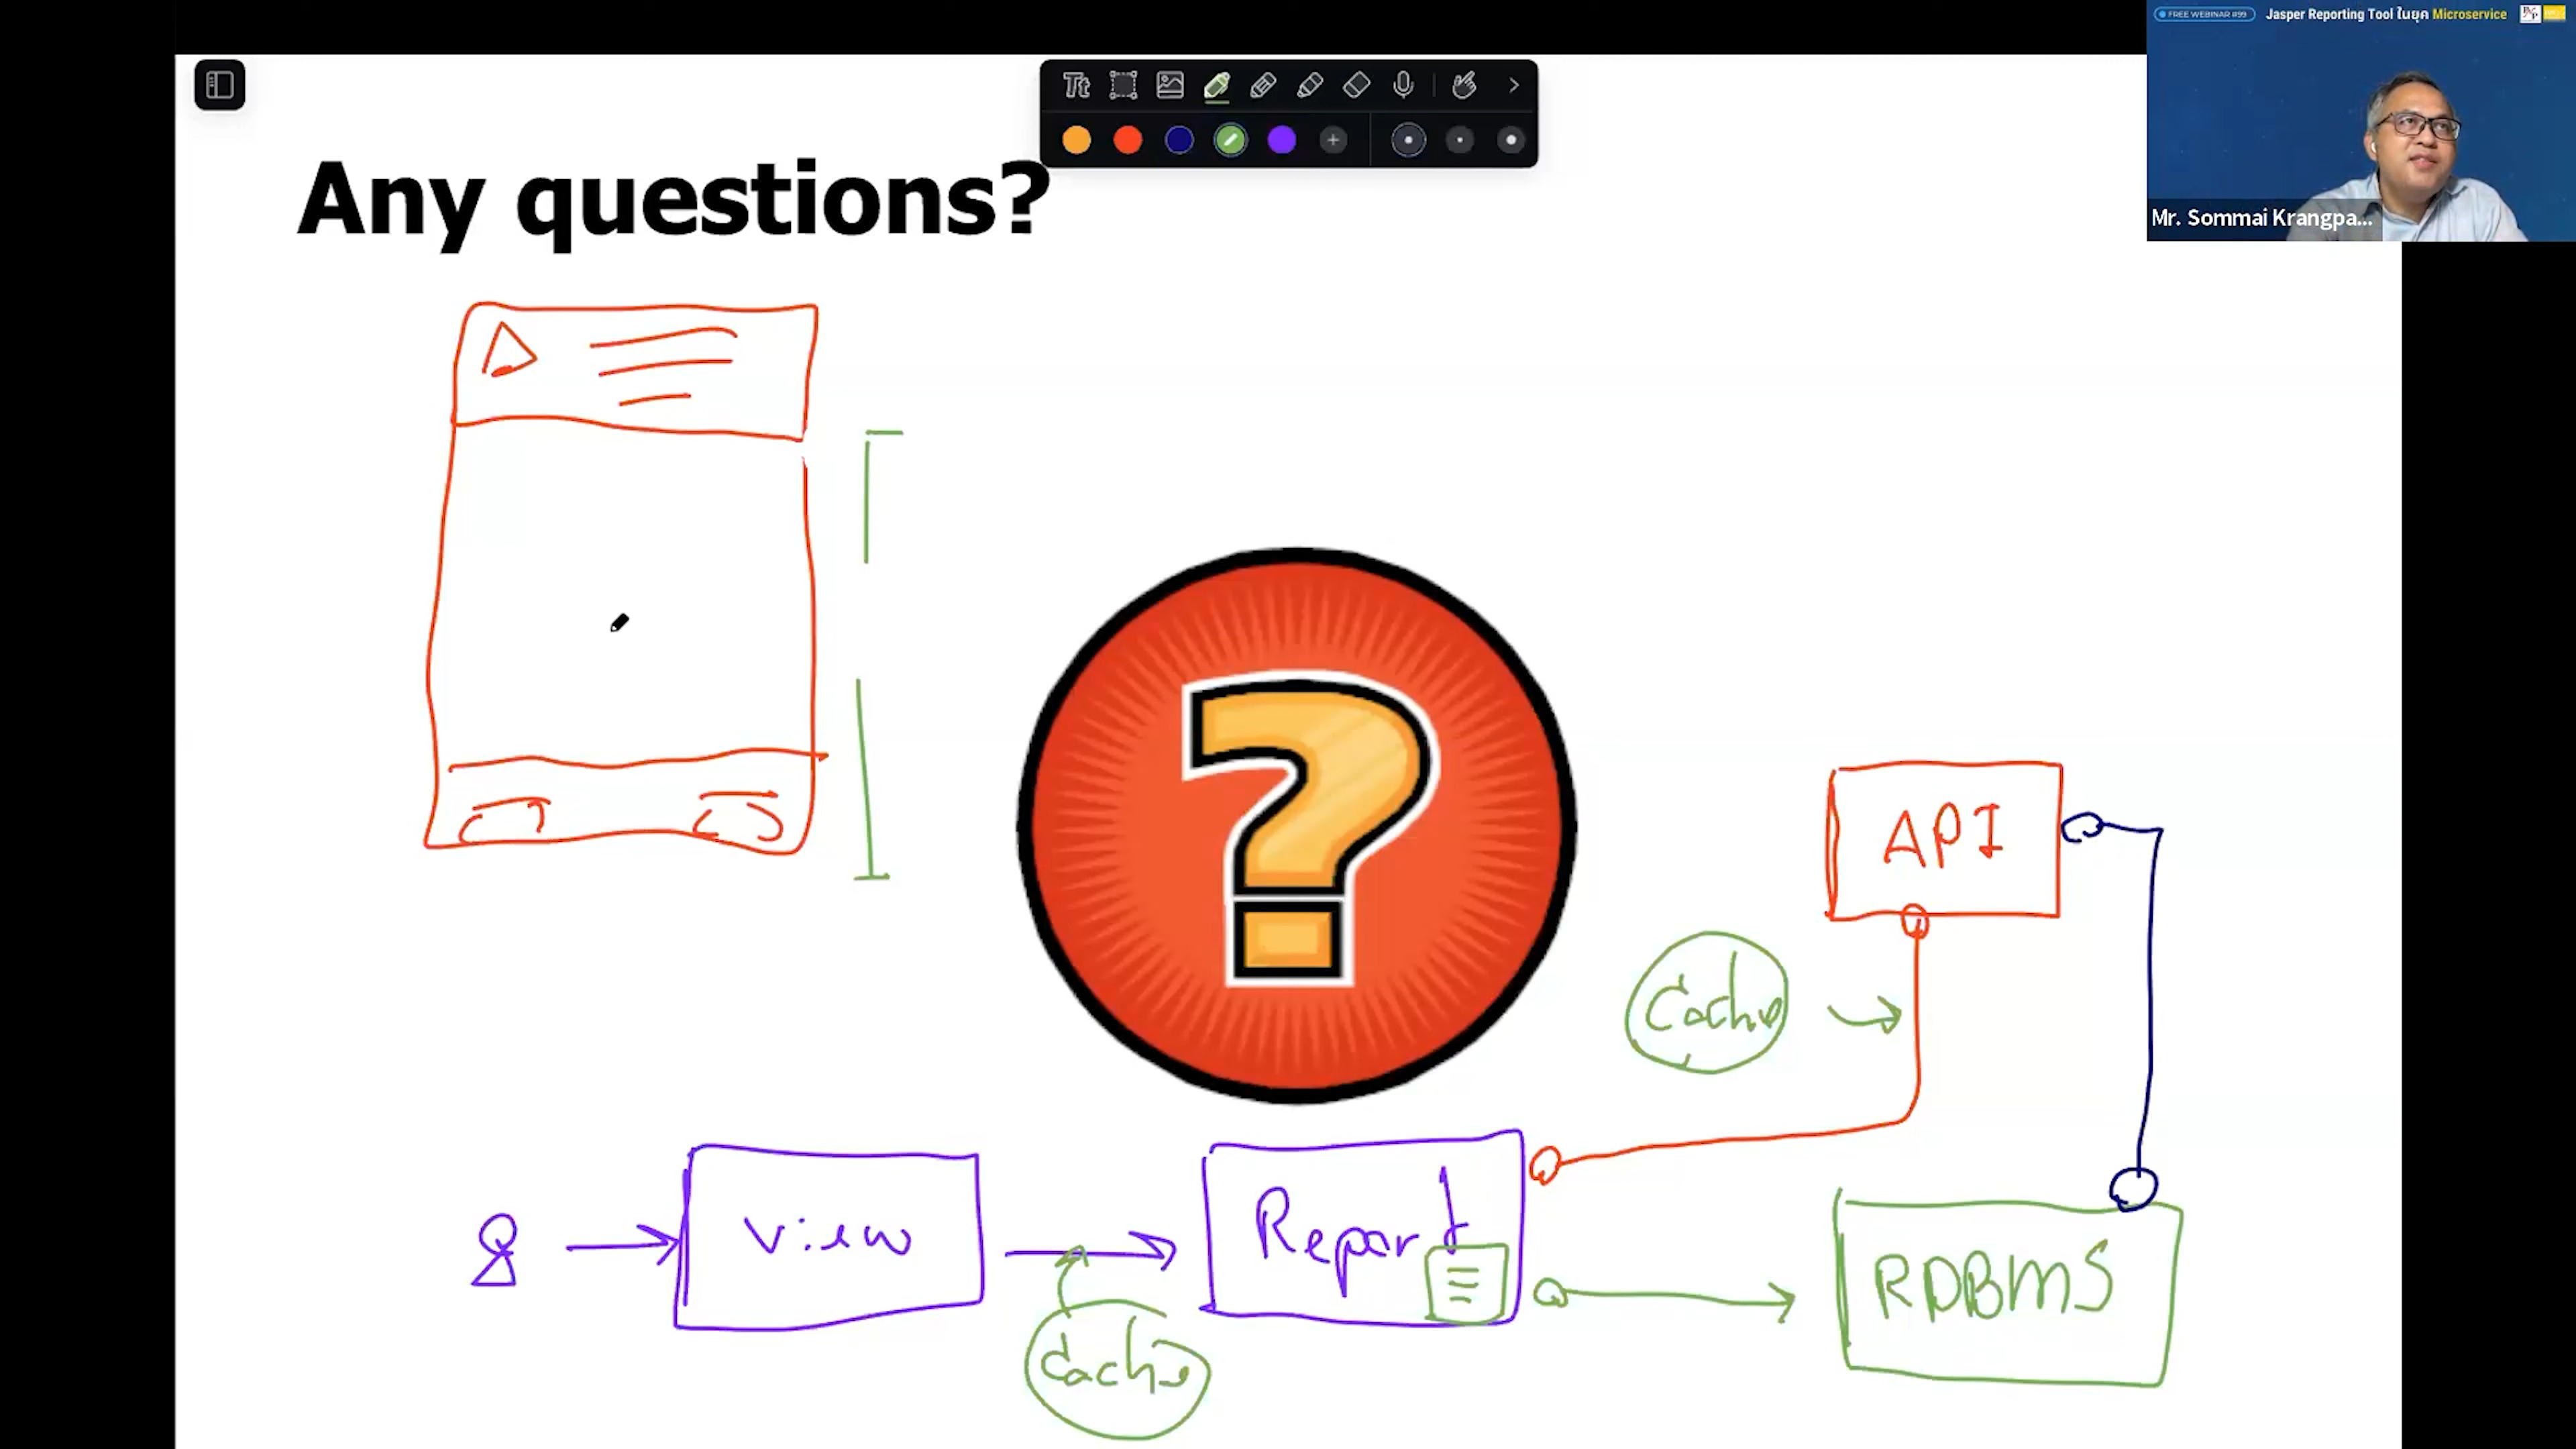 FREE WEBINAR #99
Jasper Reporting Tool ในยุค Microservice
Tt
Mr. Sommai Krangpa...
Any questions?
API
Cache
View
Report
RDBMS
Cache